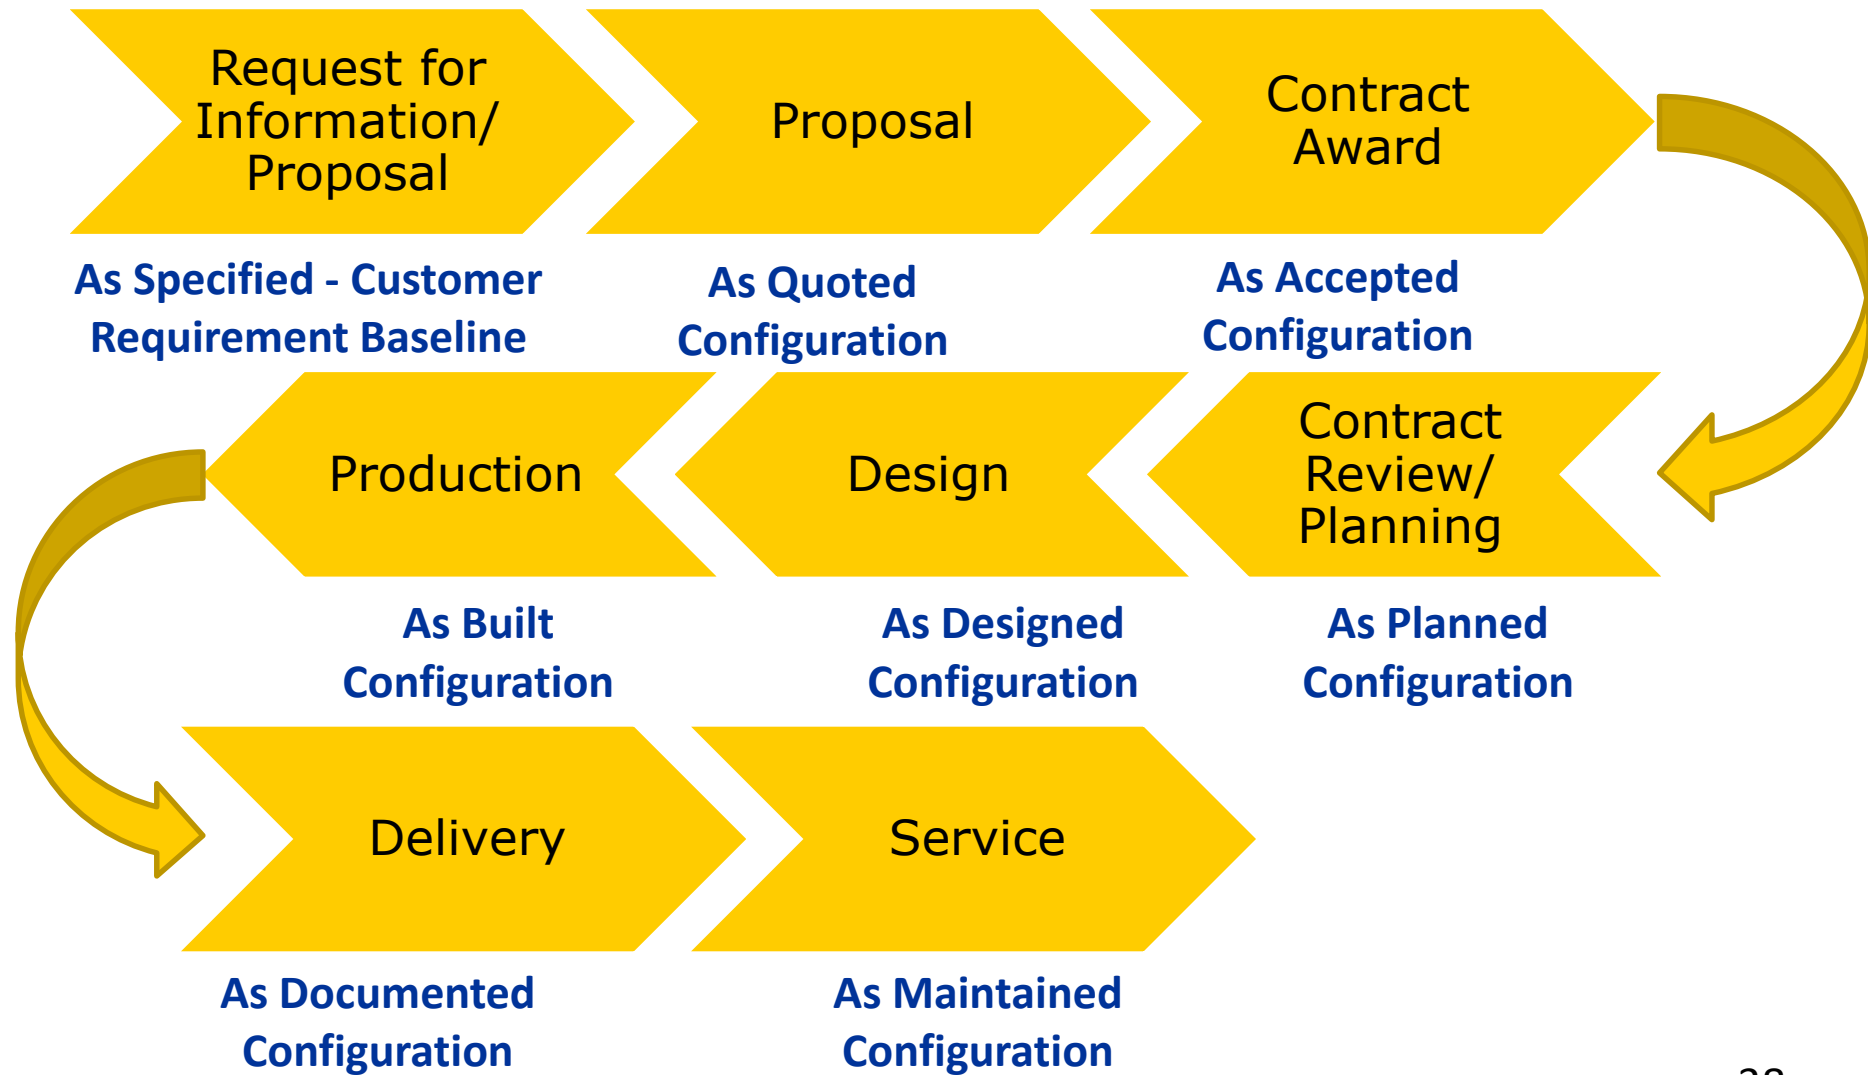 Request for
Information/
Proposal
Proposal
Contract
Award
As Specified - Customer
Requirement Baseline
As Quoted
Configuration
As Accepted
Configuration
Production
Design
Contract
Review/
Planning
As Built
Configuration
As Designed
Configuration
As Planned
Configuration
Delivery
Service
As Documented
Configuration
As Maintained
Configuration